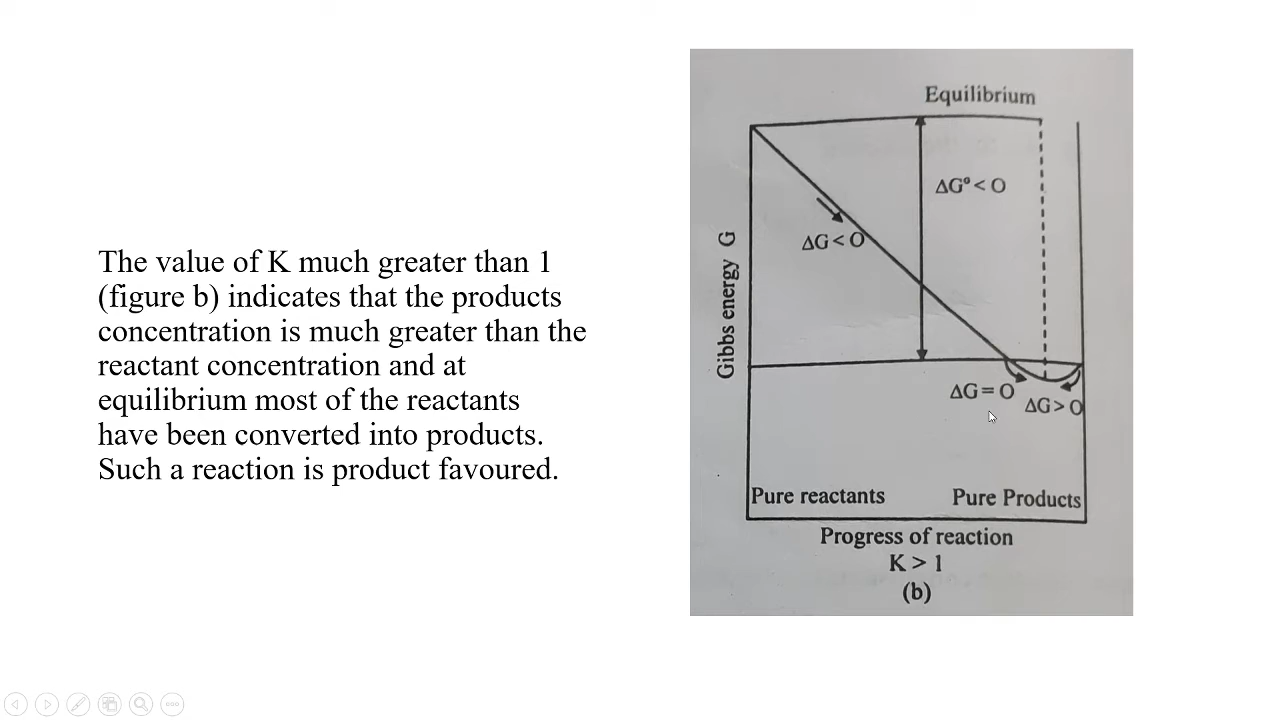 The value of K much greater than 1
(figure b) indicates that the products
concentration is much greater than the
reactant concentration and at
equilibrium most of the reactants
have been converted into products.
Such a reaction is product favoured.
Equilibrium
ΔG° < O
ΔG < O
Gibbs energy G
ΔG = O
ΔG > O
Pure reactants
Pure Products
Progress of reaction
K > 1
(b)